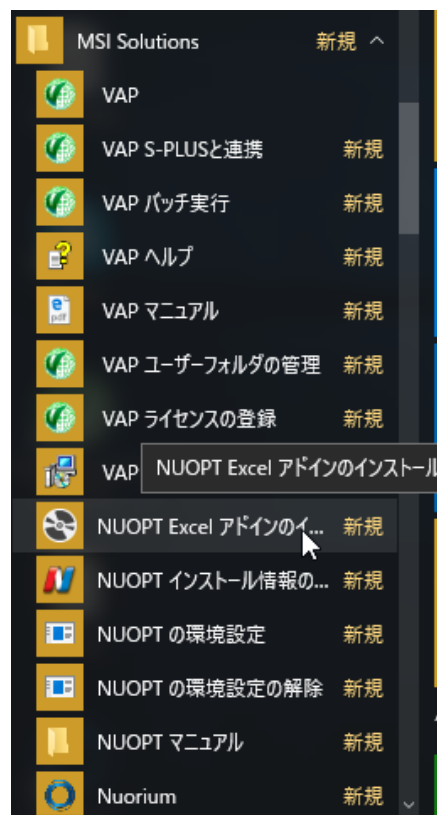 MSI Solutions 新規
VAP
VAP S-PLUSと連携 新規
VAP バッチ実行 新規
VAP ヘルプ 新規
VAP マニュアル 新規
VAP ユーザーフォルダの管理 新規
VAP ライセンスの登録 新規
VAP
NUOPT Excel アドインのインストール
NUOPT Excel アドインのイ... 新規
NUOPT インストール情報の... 新規
NUOPT の環境設定 新規
NUOPT の環境設定の解除 新規
NUOPT マニュアル 新規
Nuorium 新規